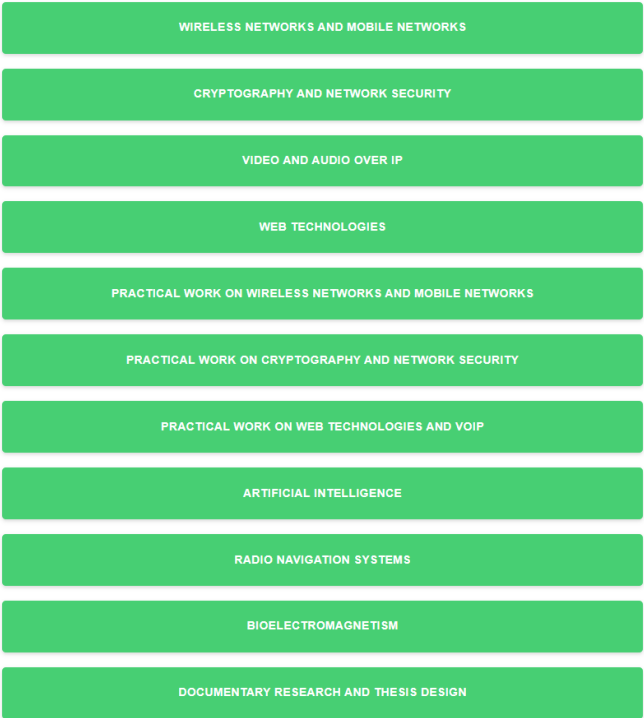 WIRELESS NETWORKS AND MOBILE NETWORKS
CRYPTOGRAPHY AND NETWORK SECURITY
VIDEO AND AUDIO OVER IP
WEB TECHNOLOGIES
PRACTICAL WORK ON WIRELESS NETWORKS AND MOBILE NETWORKS
PRACTICAL WORK ON CRYPTOGRAPHY AND NETWORK SECURITY
PRACTICAL WORK ON WEB TECHNOLOGIES AND VOIP
ARTIFICIAL INTELLIGENCE
RADIO NAVIGATION SYSTEMS
BIOELECTROMAGNETISM
DOCUMENTARY RESEARCH AND THESIS DESIGN